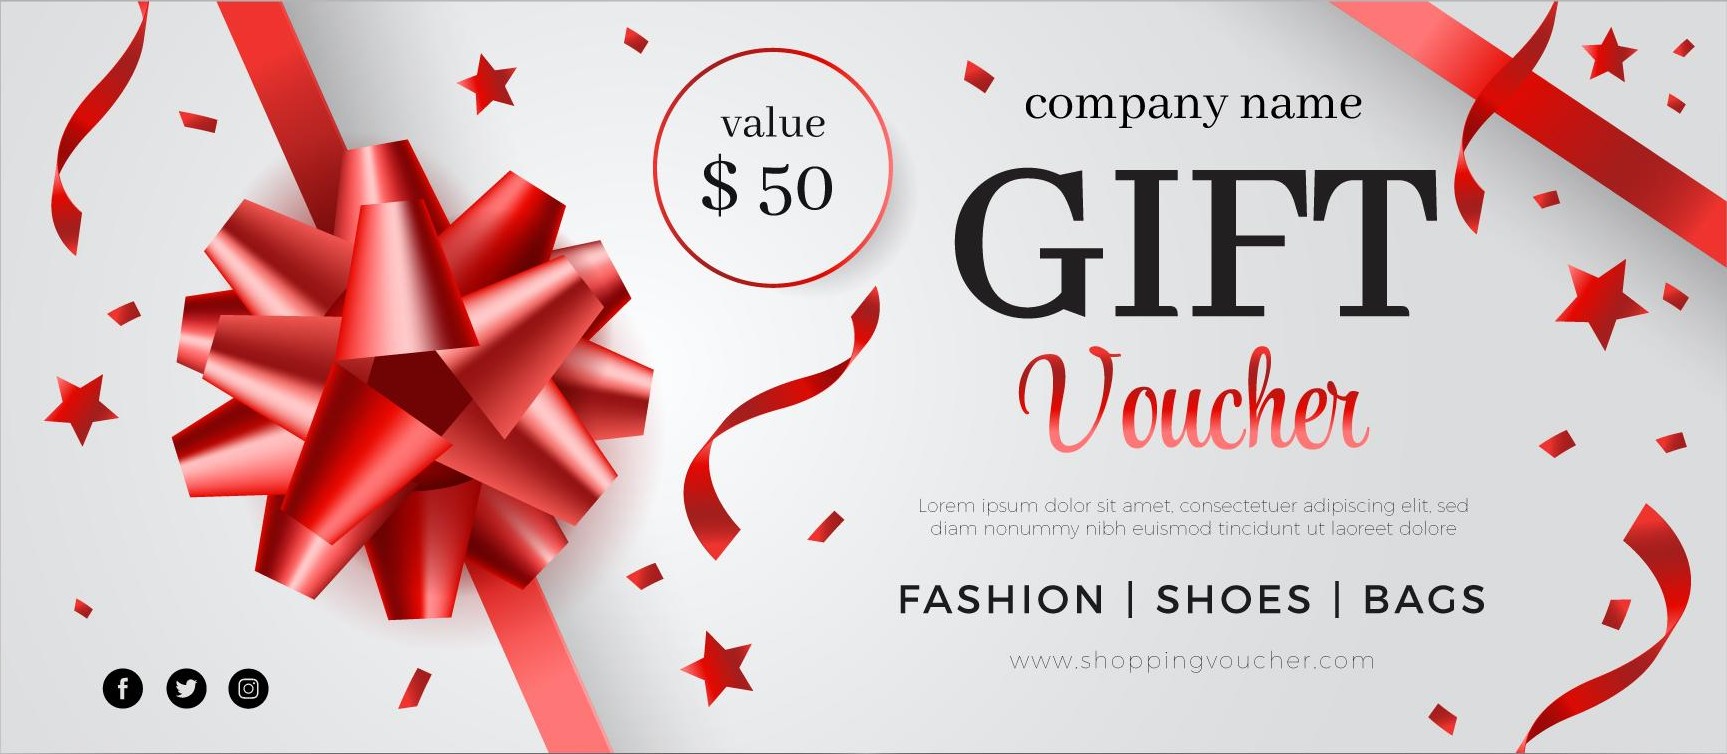 value
$ 50
company name
GIFT
Voucher
Lorem ipsum dolor sit amet, consectetuer adipiscing elit, sed
diam nonummy nibh euismod tincidunt ut laoreet dolore
FASHION | SHOES | BAGS
www.shoppingvoucher.com